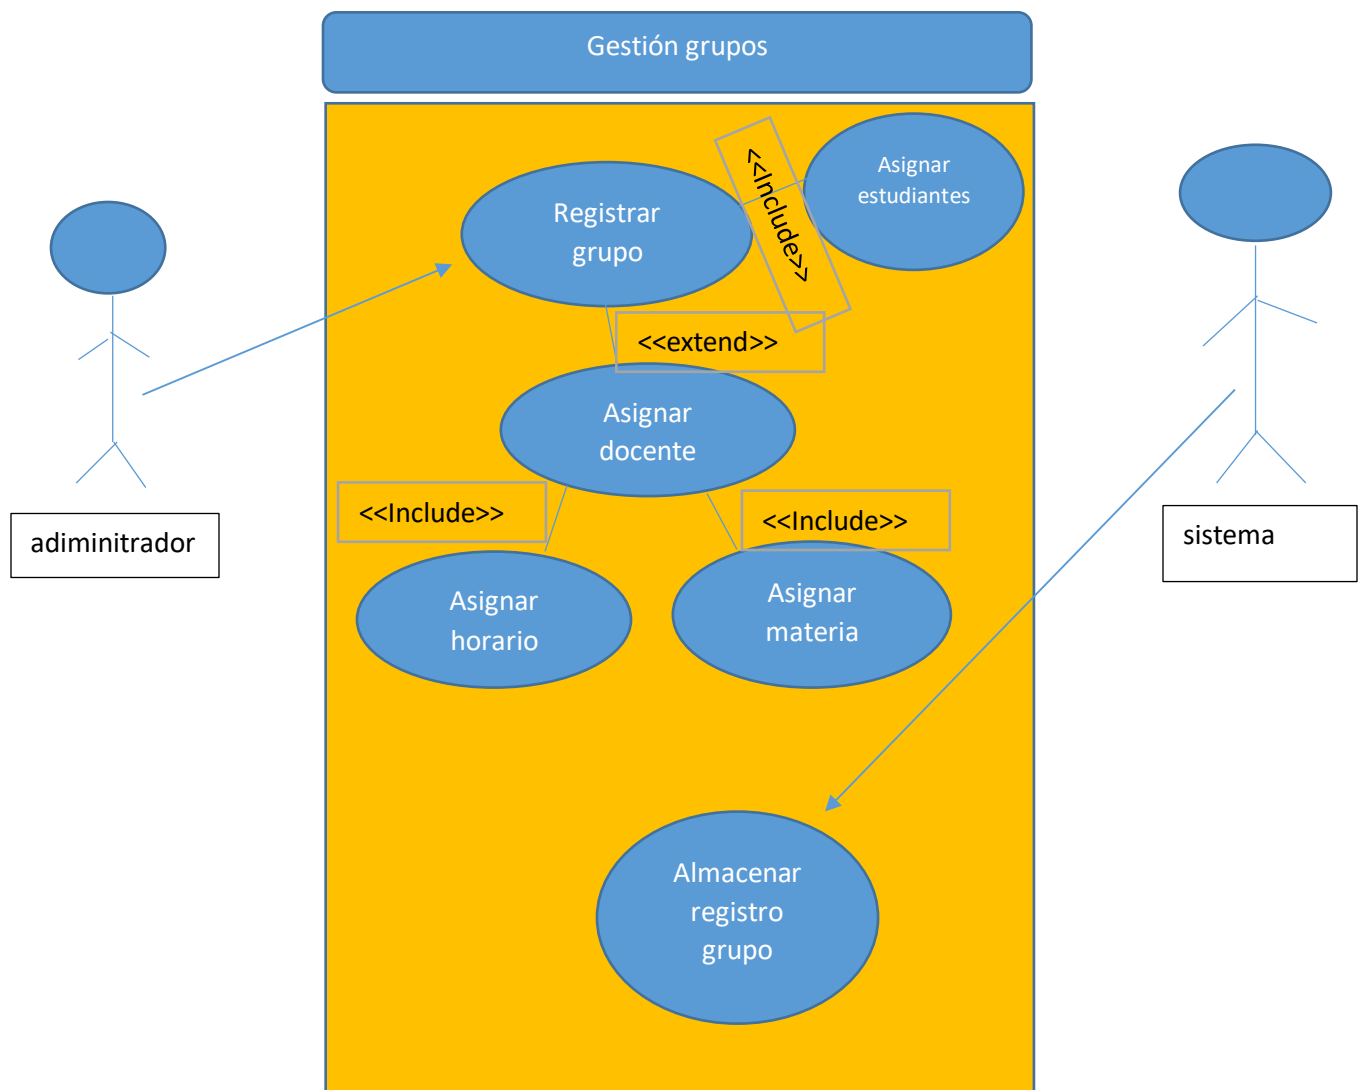 Gestión grupos
Asignar
estudiantes
<<Include>>
Registrar
grupo
<<extend>>
Asignar
docente
<<Include>>
<<Include>>
adiminitrador
sistema
Asignar
horario
Asignar
materia
Almacenar
registro
grupo